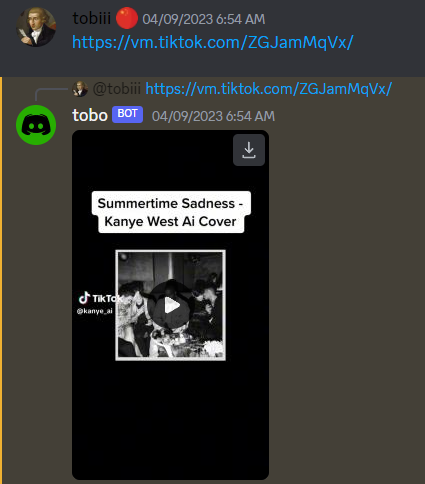 tobiii 04/09/2023 6:54 AM
https://vm.tiktok.com/ZGJamMqVx/
@tobiii https://vm.tiktok.com/ZGJamMqVx/
tobo BOT 04/09/2023 6:54 AM
Summertime Sadness -
Kanye West Ai Cover
TikTok
@kanye_ai